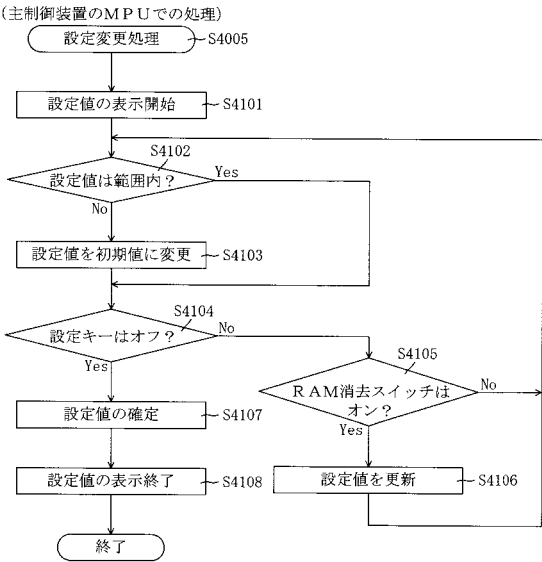 (主制御装置のMPUでの処理)
設定変更処理
S4005
設定値の表示開始
S4101
S4102
設定値は範囲内?
Yes
No
設定値を初期値に変更
S4103
S4104
設定キーはオフ?
No
Yes
S4105
RAM消去スイッチは
オン?
No
Yes
設定値の確定
S4107
設定値を更新
S4106
設定値の表示終了
S4108
終了